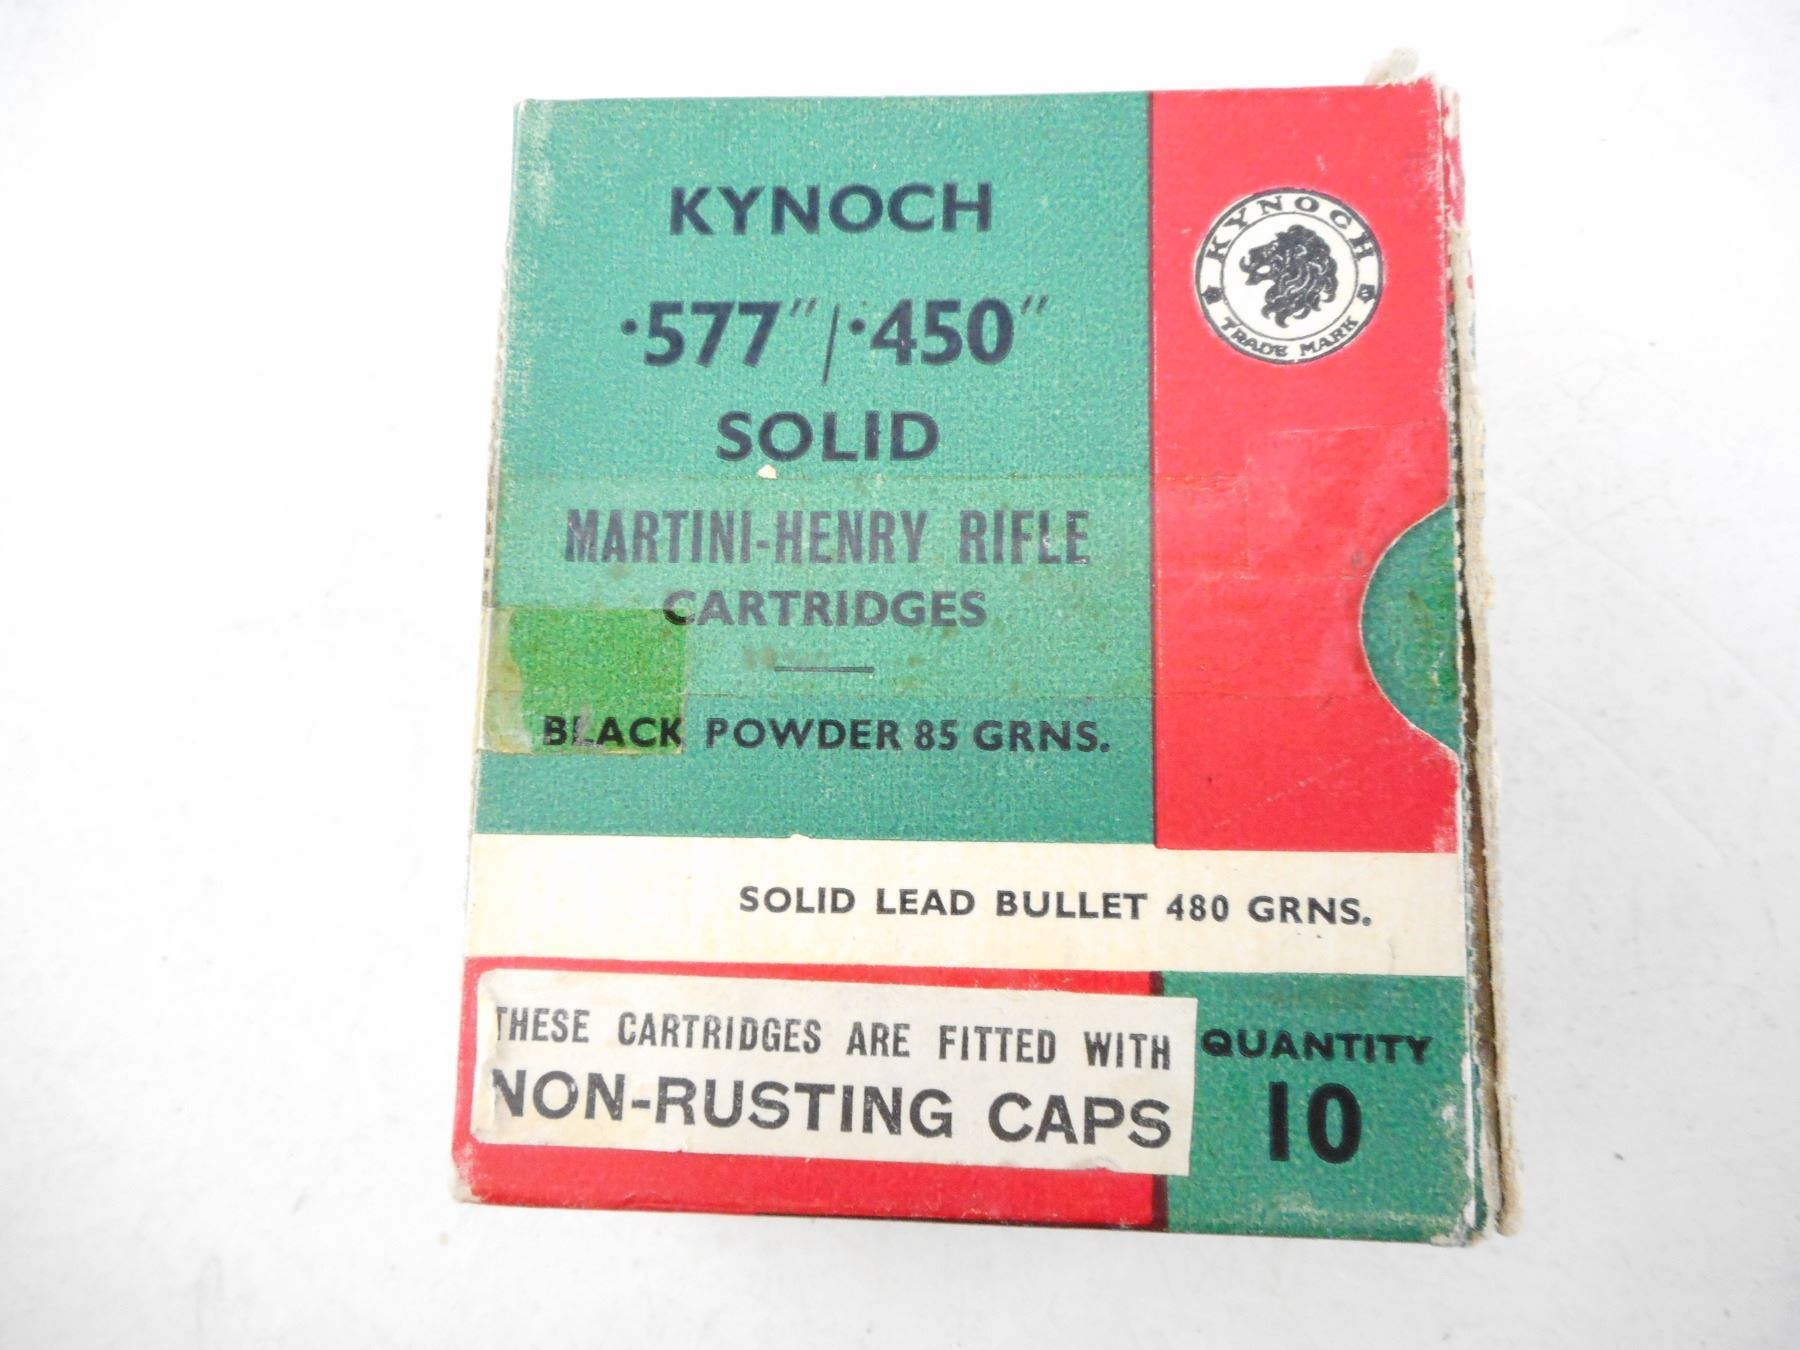 KYNOCH
·577"/·450"
SOLID
MARTINI-HENRY RIFLE
CARTRIDGES
BLACK POWDER 85 GRNS.
KYNOCH
TRADE MARK
SOLID LEAD BULLET 480 GRNS.
THESE CARTRIDGES ARE FITTED WITH
NON-RUSTING CAPS
QUANTITY
10